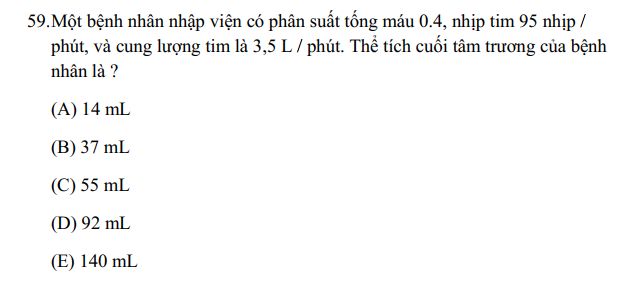 59.Một bệnh nhân nhập viện có phân suất tống máu 0.4, nhịp tim 95 nhịp /
phút, và cung lượng tim là 3,5 L / phút. Thể tích cuối tâm trương của bệnh
nhân là ?
(A) 14 mL
(B) 37 mL
(C) 55 mL
(D) 92 mL
(E) 140 mL